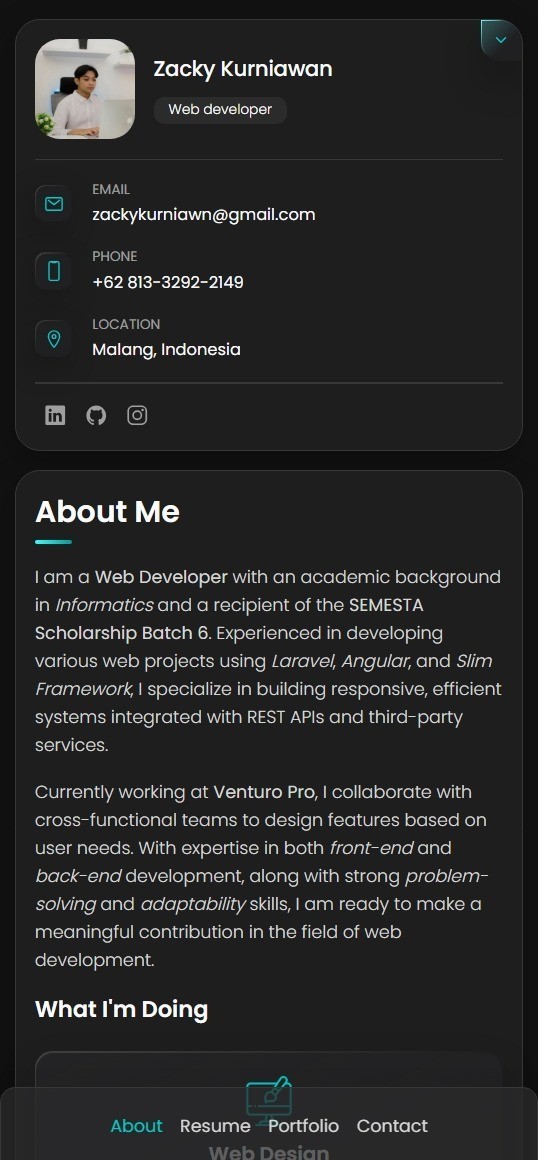 Zacky Kurniawan
Web developer
EMAIL
zackykurniawn@gmail.com
PHONE
+62 813-3292-2149
LOCATION
Malang, Indonesia
in
About Me
I am a Web Developer with an academic background
in Informatics and a recipient of the SEMESTA
Scholarship Batch 6. Experienced in developing
various web projects using Laravel, Angular, and Slim
Framework, I specialize in building responsive, efficient
systems integrated with REST APIs and third-party
services.
Currently working at Venturo Pro, I collaborate with
cross-functional teams to design features based on
user needs. With expertise in both front-end and
back-end development, along with strong problem-
solving and adaptability skills, I am ready to make a
meaningful contribution in the field of web
development.
What I'm Doing
About Resume Portfolio Contact
Web Design